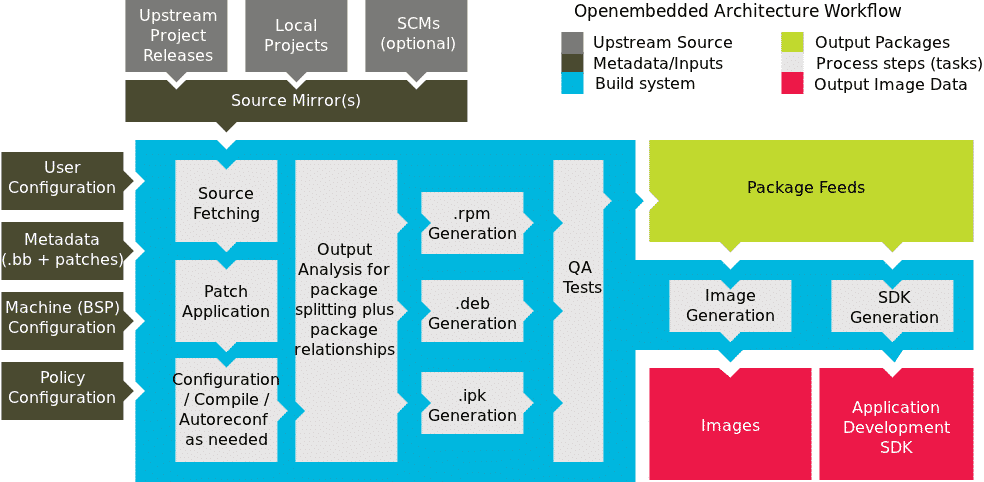 Openembedded Architecture Workflow
Upstream Source
Metadata/Inputs
Build system
Output Packages
Process steps (tasks)
Output Image Data
Upstream
Project
Releases
Local
Projects
SCMs
(optional)
Source Mirror(s)
User
Configuration
Metadata
(.bb + patches)
Machine (BSP)
Configuration
Policy
Configuration
Source
Fetching
Patch
Application
Configuration
/ Compile /
Autoreconf
as needed
Output
Analysis for
package
splitting plus
package
relationships
.rpm
Generation
.deb
Generation
.ipk
Generation
QA
Tests
Package Feeds
Image
Generation
SDK
Generation
Images
Application
Development
SDK